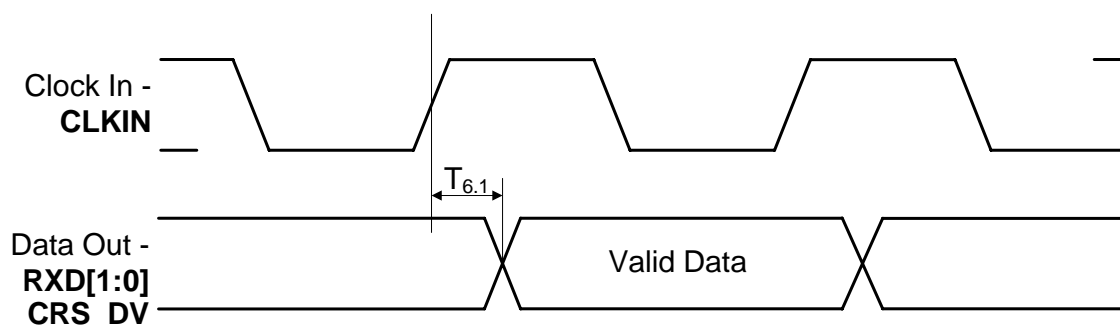 Clock In -
CLKIN
T6.1
Data Out -
RXD[1:0]
CRS_DV
Valid Data